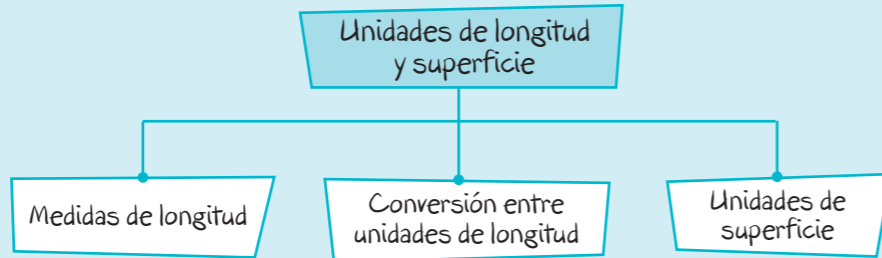 Unidades de longitud
y superficie
Medidas de longitud
Conversión entre
unidades de longitud
Unidades de
superficie